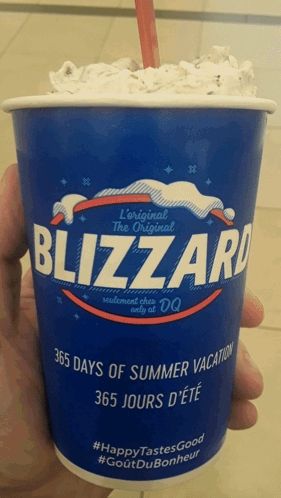 L'original
The Original
BLIZZARD
seulement chez
only at DQ
365 DAYS OF SUMMER VACATION
365 JOURS D'ÉTÉ
#HappyTastesGood
#GoûtDuBonheur